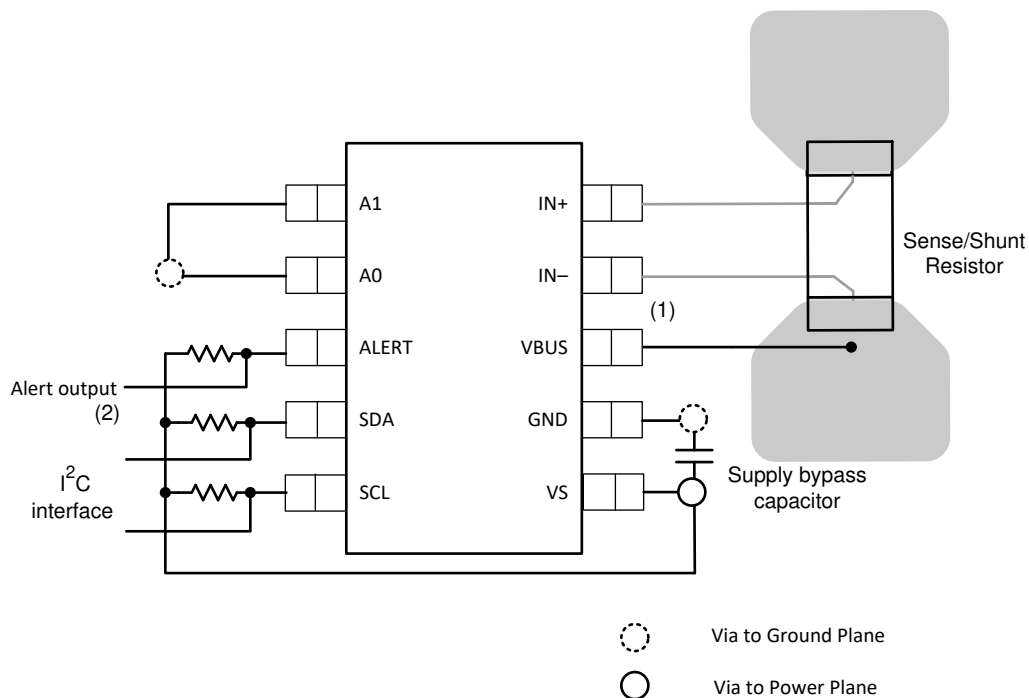 A1
A0
ALERT
SDA
SCL
IN+
IN–
VBUS
GND
VS
(1)
Sense/Shunt
Resistor
Alert output
(2)
I²C
interface
Supply bypass
capacitor
Via to Ground Plane
Via to Power Plane